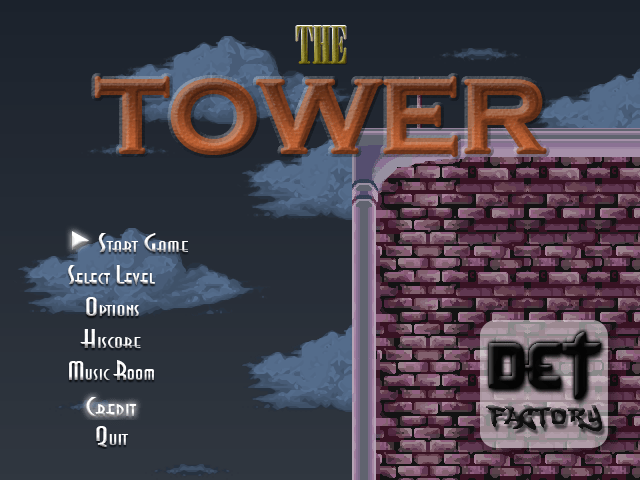 THE
TOWER
Start Game
Select Level
Options
Hiscore
Music Room
Credit
Quit
DET
FACTORY